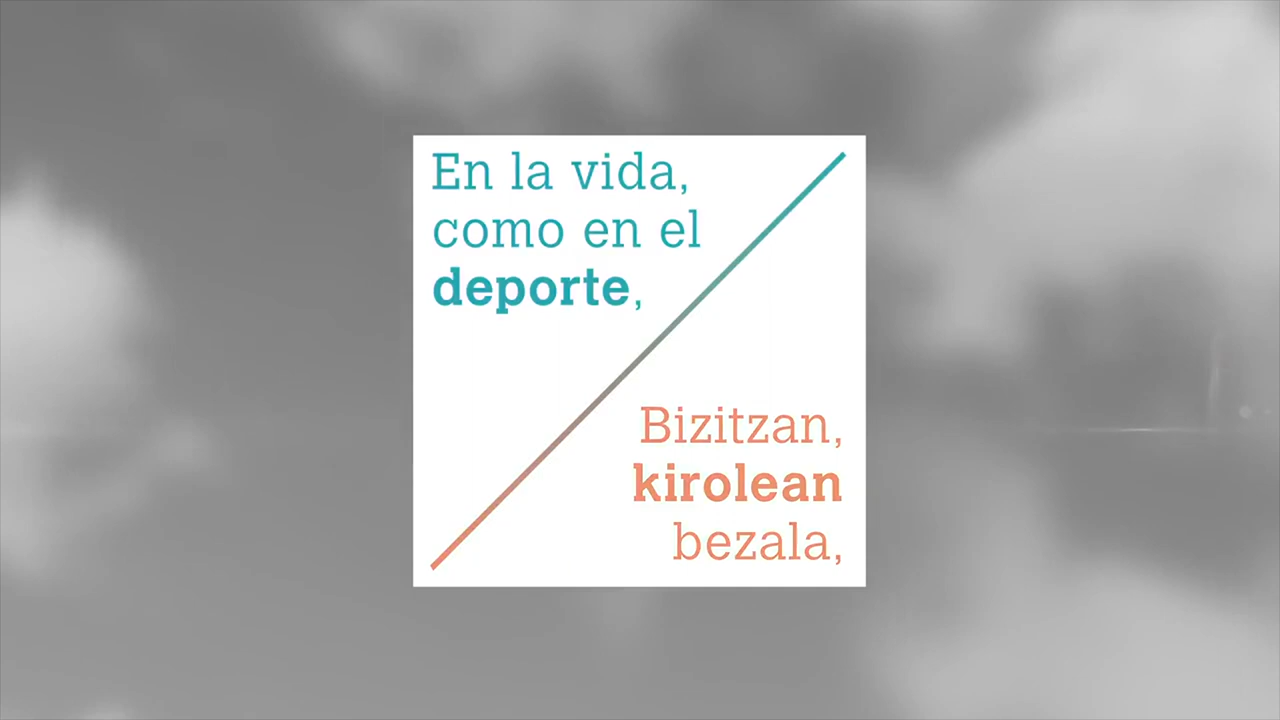 En la vida,
como en el
deporte,
Bizitzan,
kirolean
bezala,